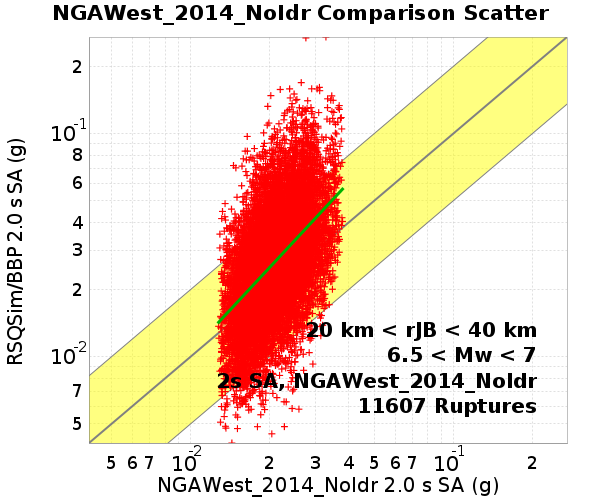 NGAWest_2014_NoIdr Comparison Scatter
RSQSim/BBP 2.0 s SA (g)
2
10-1
8
6
4
3
2
10-2
7
5
20 km < rJB < 40 km
6.5 < Mw < 7
2s SA, NGAWest_2014_NoIdr
11607 Ruptures
5 6 7 10-2 2 3 4 5 6 7 10-1 2
NGAWest_2014_NoIdr 2.0 s SA (g)